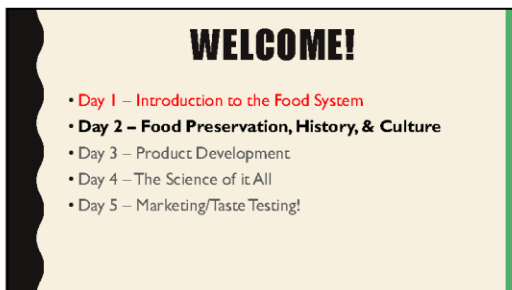 WELCOME!
• Day 1 – Introduction to the Food System
• Day 2 – Food Preservation, History, & Culture
• Day 3 – Product Development
• Day 4 – The Science of it All
• Day 5 – Marketing/Taste Testing!